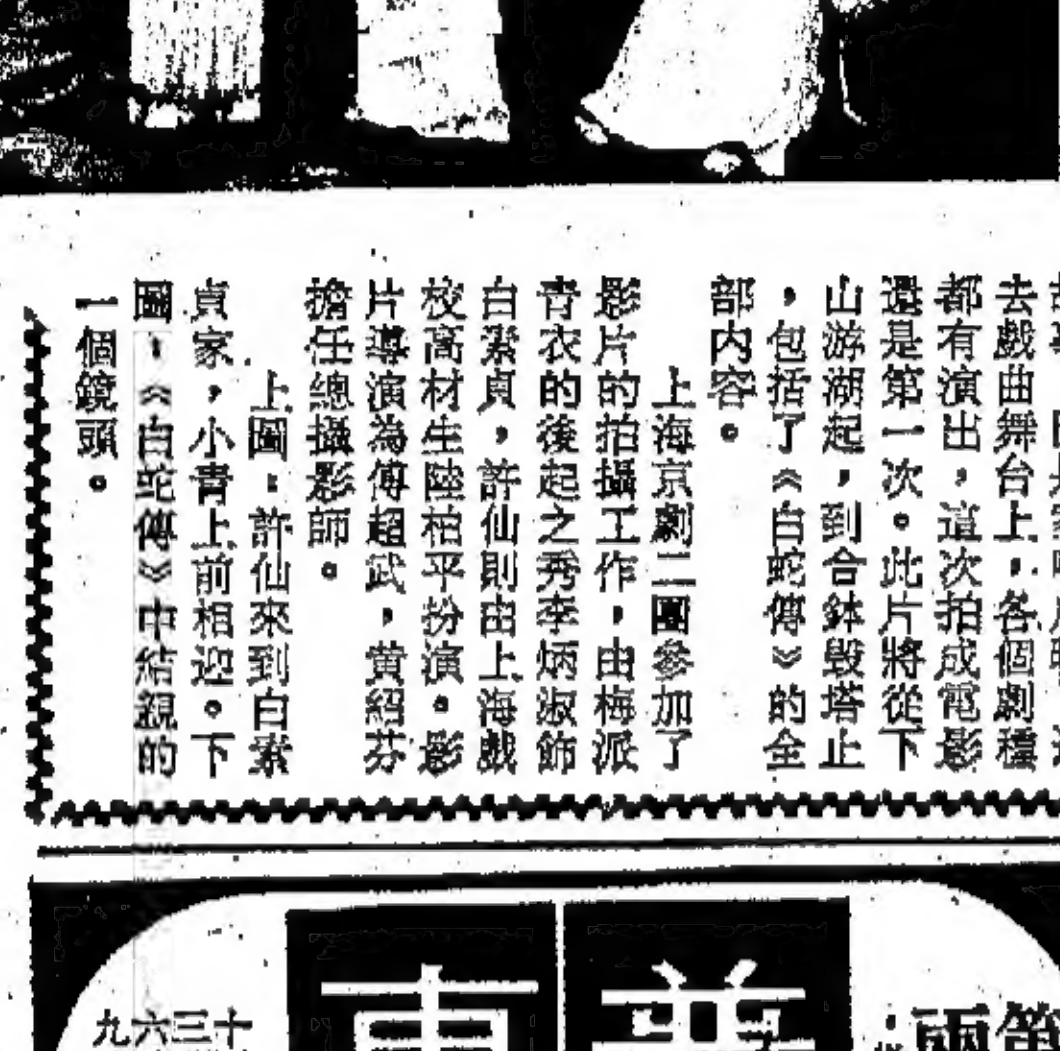 去戲曲舞台上，各個劇種
都有演出，這次拍成電影
還是第一次。此片將從下
山游湖起，到合鉢毀塔止
，包括了《白蛇傳》的全
部内容。
上海京劇二團參加了
影片的拍攝工作，由梅派
青衣的後起之秀李炳淑飾
白素貞，許仙則由上海戲
校高材生陸柏平扮演。影
片導演為傅超武，黄紹芬
擔任總攝影師。
上圖：許仙來到白素
貞家，小青上前相迎。下
圖，《白蛇傳》中結親的
一個鏡頭。
十三六九